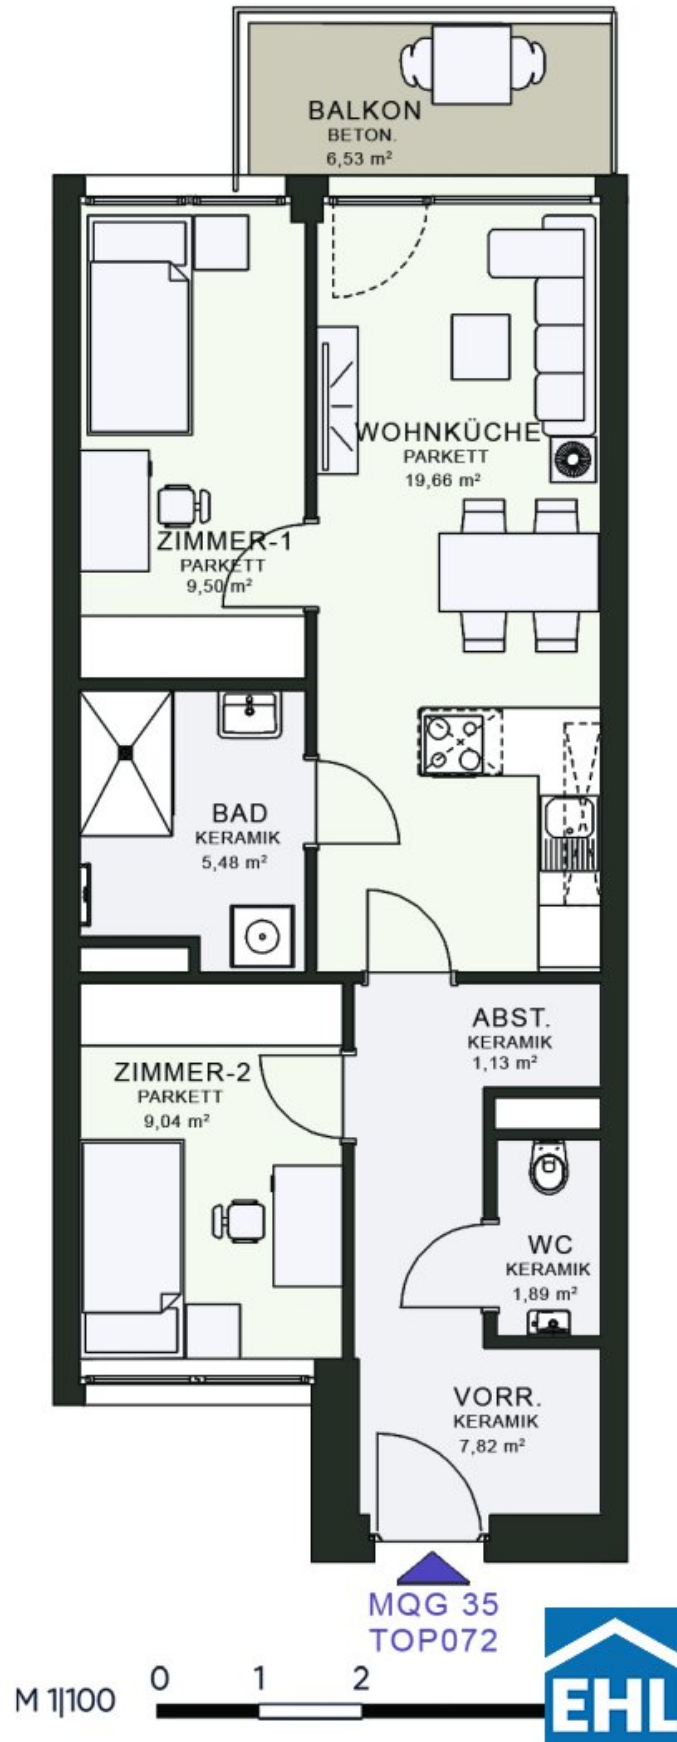 BALKON
BETON.
6,53 m²
WOHNKÜCHE
PARKETT
19,66 m²
ZIMMER-1
PARKETT
9,50 m²
BAD
KERAMIK
5,48 m²
ABST.
KERAMIK
1,13 m²
ZIMMER-2
PARKETT
9,04 m²
WC
KERAMIK
1,89 m²
VORR.
KERAMIK
7,82 m²
MQG 35
TOP072
M 1|100 0 1 2
EHL